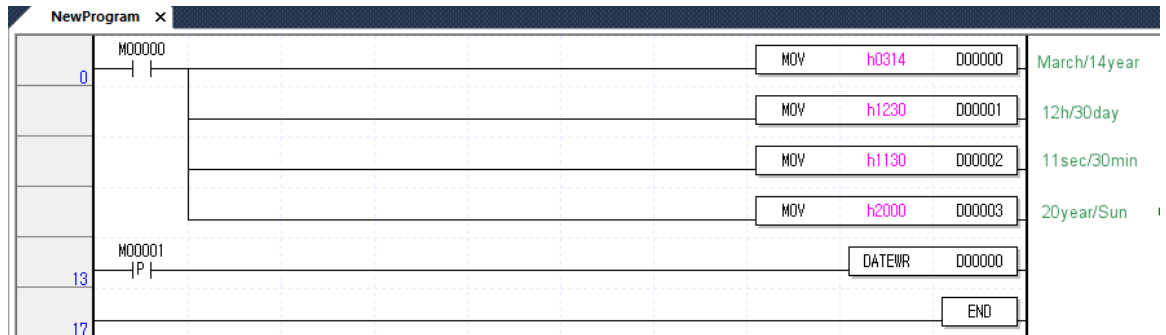 NewProgram x
M00000
0
MOV h0314 D00000 March/14year
MOV h1230 D00001 12h/30day
MOV h1130 D00002 11sec/30min
MOV h2000 D00003 20year/Sun
M00001
P
13
DATEWR D00000
END
17